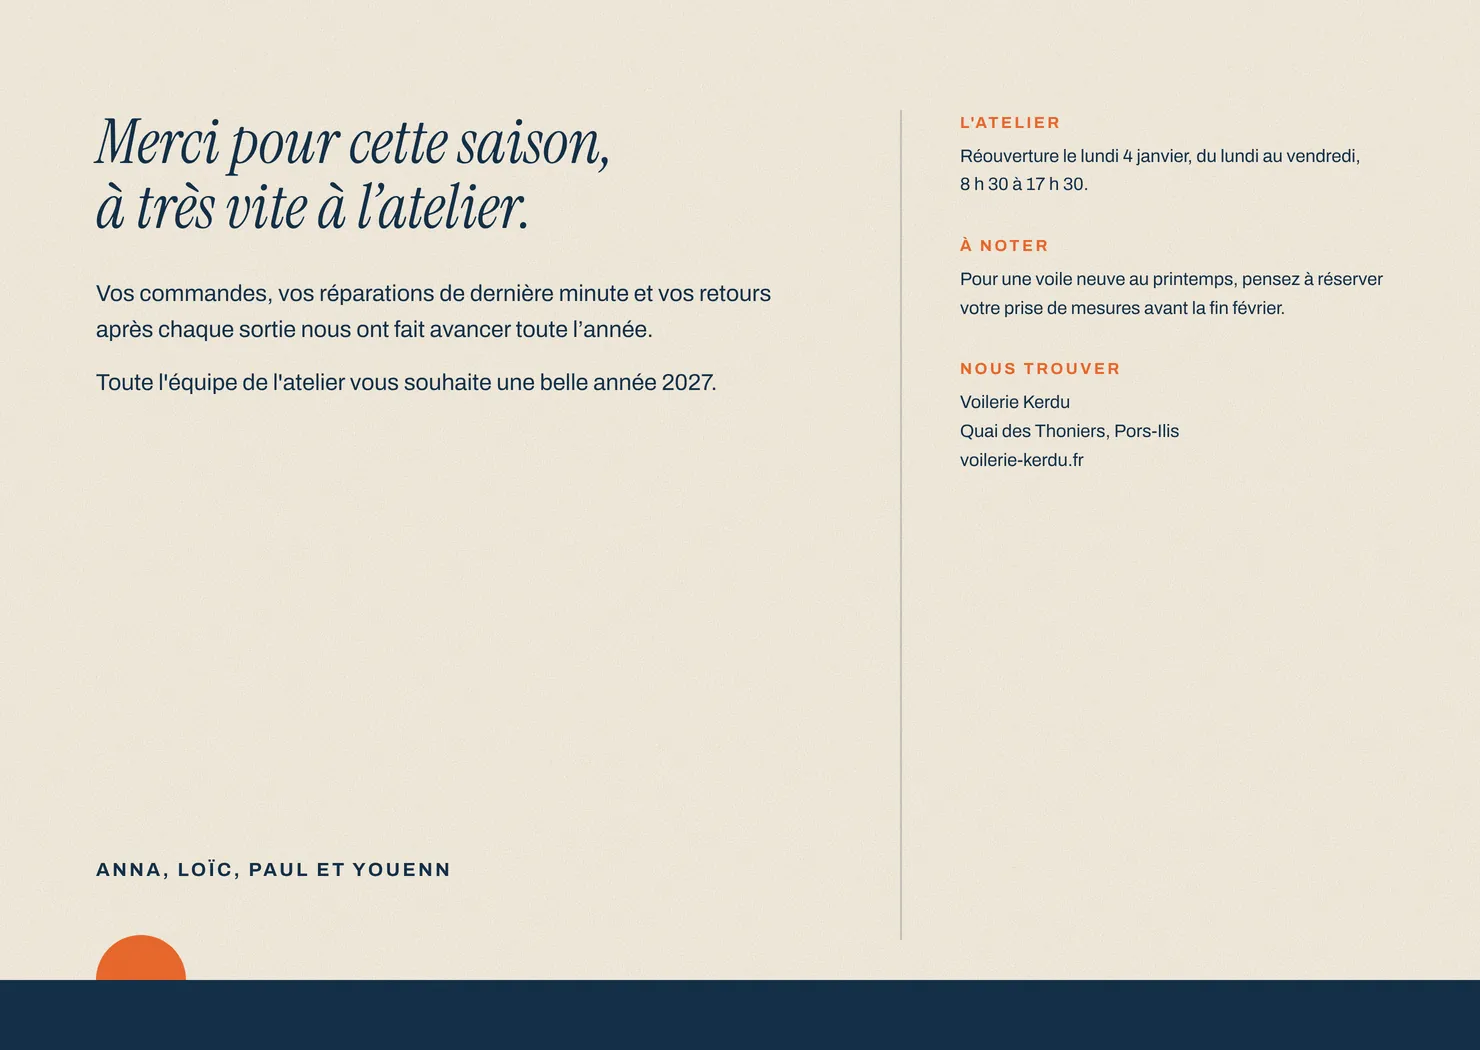 Merci pour cette saison,
à très vite à l’atelier.
Vos commandes, vos réparations de dernière minute et vos retours
après chaque sortie nous ont fait avancer toute l’année.
Toute l'équipe de l'atelier vous souhaite une belle année 2027.
ANNA, LOÏC, PAUL ET YOUENN
L'ATELIER
Réouverture le lundi 4 janvier, du lundi au vendredi,
8 h 30 à 17 h 30.
À NOTER
Pour une voile neuve au printemps, pensez à réserver
votre prise de mesures avant la fin février.
NOUS TROUVER
Voilerie Kerdu
Quai des Thoniers, Pors-Ilis
voilerie-kerdu.fr